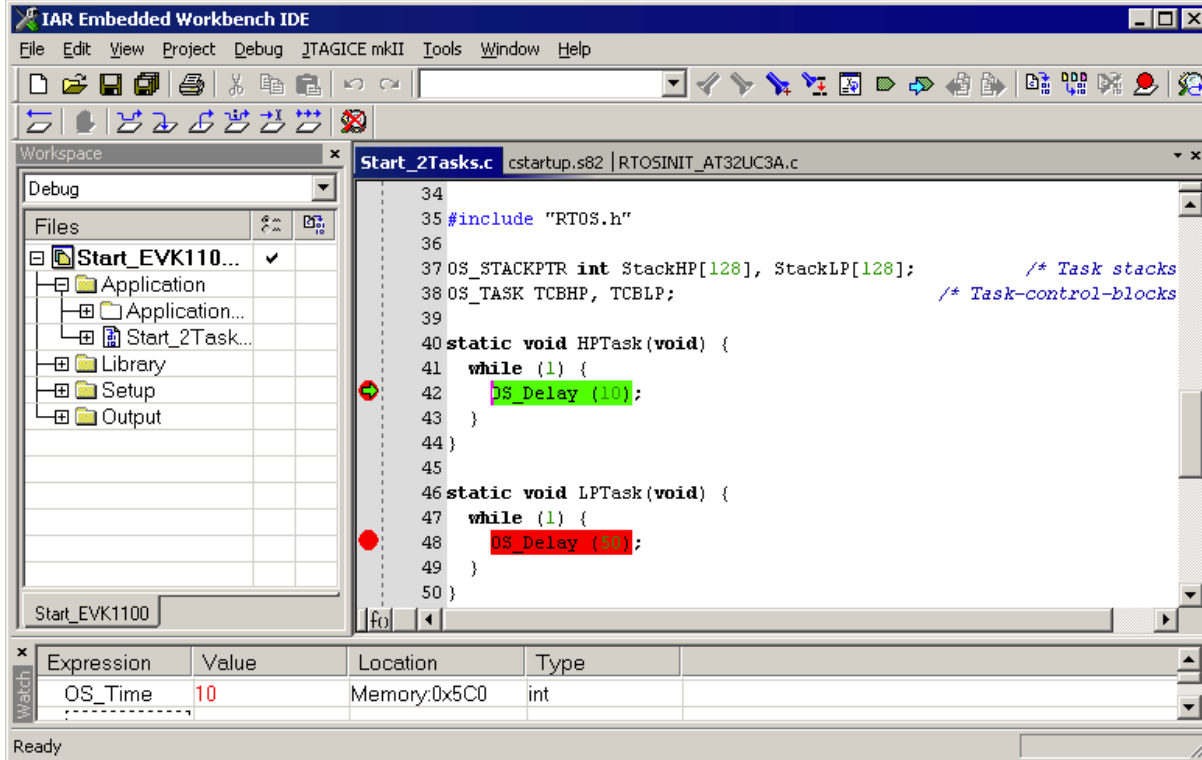 IAR Embedded Workbench IDE
File Edit View Project Debug JTAGICE mkII Tools Window Help
Workspace
Debug
Files
Start_EVK110...
Application
Application...
Start_2Task...
Library
Setup
Output
Start_EVK1100
Start_2Tasks.c cstartup.s82 | RTOSINIT_AT32UC3A.c
34
35 #include "RTOS.h"
36
37 OS_STACKPTR int StackHP[128], StackLP[128]; /* Task stacks
38 OS_TASK TCBHP, TCBLP; /* Task-control-blocks
39
40 static void HPTask(void) {
41 while (1) {
42 OS_Delay (10);
43 }
44 }
45
46 static void LPTask(void) {
47 while (1) {
48 OS_Delay (50);
49 }
50 }
fo
Watch
Expression Value Location Type
OS_Time 10 Memory:0x5C0 int
Ready